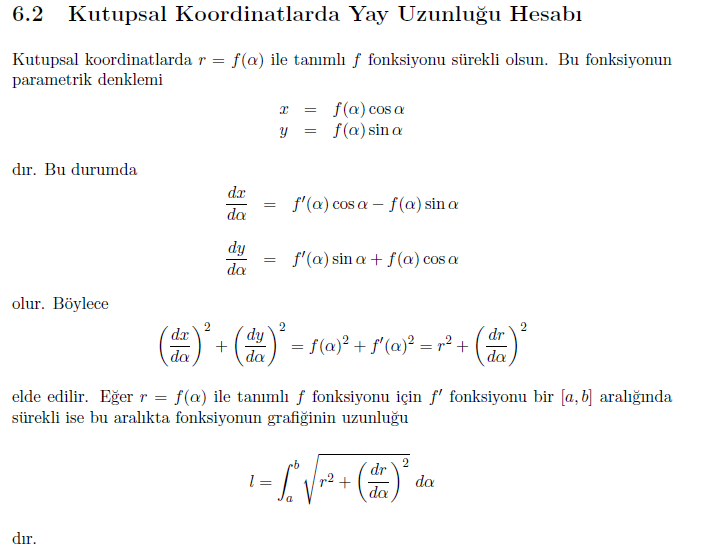 6.2 Kutupsal Koordinatlarda Yay Uzunluğu Hesabı
Kutupsal koordinatlarda r = f(α) ile tanımlı f fonksiyonu sürekli olsun. Bu fonksiyonun
parametrik denklemi
x = f(α) cos α
y = f(α) sin α
dır. Bu durumda
dx/dα = f′(α) cos α − f(α) sin α
dy/dα = f′(α) sin α + f(α) cos α
olur. Böylece
(dx/dα)² + (dy/dα)² = f(α)² + f′(α)² = r² + (dr/dα)²
elde edilir. Eğer r = f(α) ile tanımlı f fonksiyonu için f′ fonksiyonu bir [a, b] aralığında
sürekli ise bu aralıkta fonksiyonun grafiğinin uzunluğu
l = ∫ₐᵇ √(r² + (dr/dα)²) dα
dır.